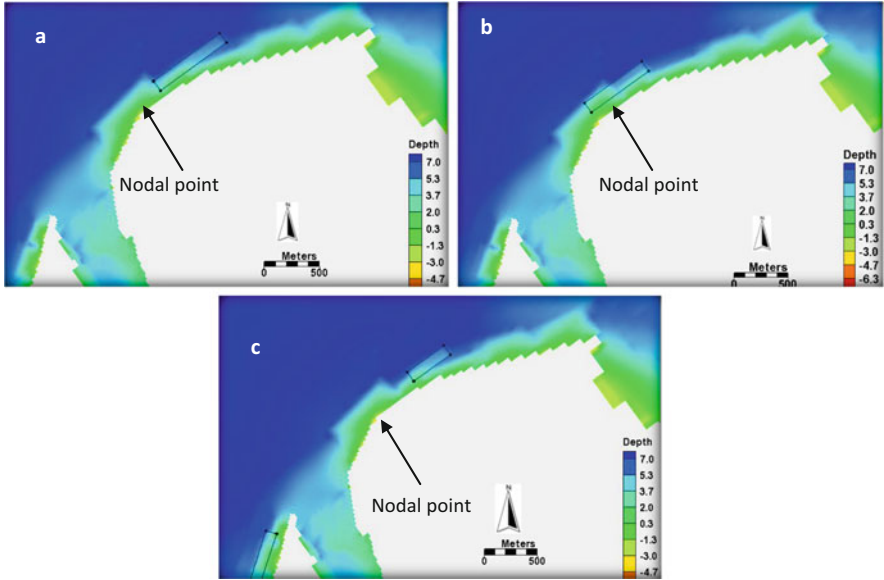 a
Nodal point
Depth
7.0
5.3
3.7
2.0
0.3
-1.3
-3.0
-4.7
N
Meters
0 500
b
Nodal point
Depth
7.0
5.3
3.7
2.0
0.3
-1.3
-3.0
-4.7
-6.3
N
Meters
0 500
c
Nodal point
Depth
7.0
5.3
3.7
2.0
0.3
-1.3
-3.0
-4.7
N
Meters
0 500